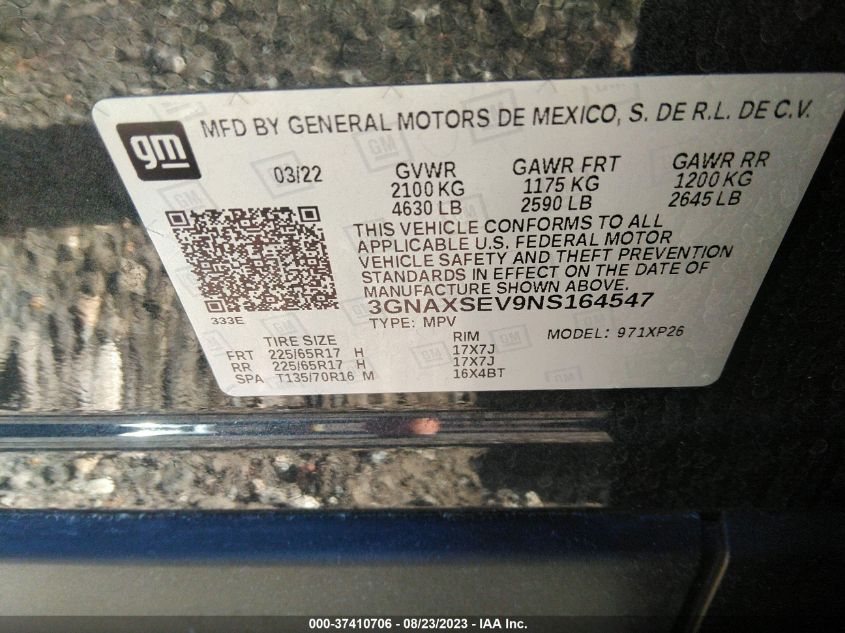 gm
MFD BY GENERAL MOTORS DE MEXICO, S. DE R.L. DE C.V.
03/22 GVWR GAWR FRT GAWR RR
2100 KG 1175 KG 1200 KG
4630 LB 2590 LB 2645 LB
THIS VEHICLE CONFORMS TO ALL
APPLICABLE U.S. FEDERAL MOTOR
VEHICLE SAFETY AND THEFT PREVENTION
STANDARDS IN EFFECT ON THE DATE OF
MANUFACTURE SHOWN ABOVE.
3GNAXSEV9NS164547
333E
TYPE: MPV MODEL: 971XP26
TIRE SIZE RIM
FRT 225/65R17 H 17X7J
RR 225/65R17 H 17X7J
SPA T135/70R16 M 16X4BT
000-37410706 - 08/23/2023 - IAA Inc.